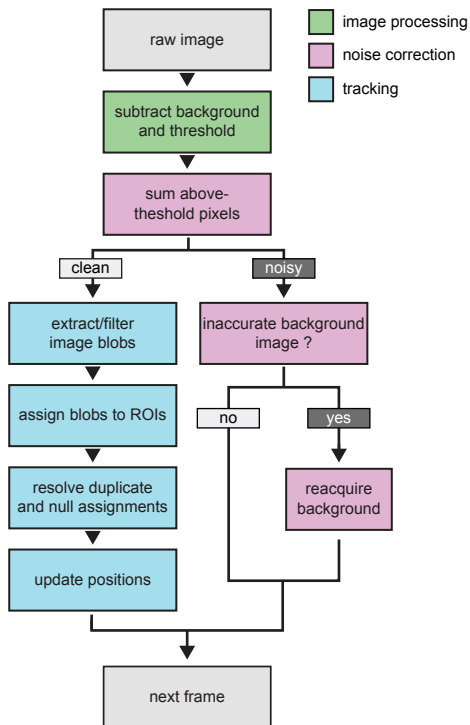 raw image
image processing
noise correction
tracking
subtract background
and threshold
sum above-
theshold pixels
clean
noisy
extract/filter
image blobs
inaccurate background
image ?
assign blobs to ROIs
no
yes
resolve duplicate
and null assignments
reacquire
background
update positions
next frame